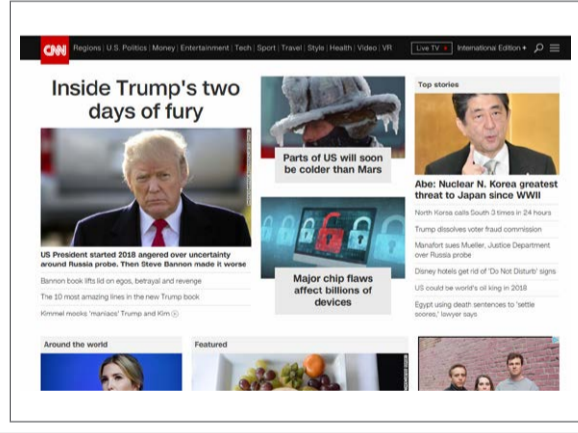 CNN
Regions | U.S. Politics | Money | Entertainment | Tech | Sport | Travel | Style | Health | Video | VR
Live TV
International Edition +
Inside Trump's two
days of fury
US President started 2018 angered over uncertainty
around Russia probe. Then Steve Bannon made it worse
Bannon book lifts lid on egos, betrayal and revenge
The 10 most amazing lines in the new Trump book
Kimmel mocks 'maniacs' Trump and Kim
Parts of US will soon
be colder than Mars
Major chip flaws
affect billions of
devices
Top stories
Abe: Nuclear N. Korea greatest
threat to Japan since WWII
North Korea calls South 3 times in 24 hours
Trump dissolves voter fraud commission
Manafort sues Mueller, Justice Department
over Russia probe
Disney hotels get rid of 'Do Not Disturb' signs
US could be world's oil king in 2018
Egypt using death sentences to 'settle
scores,' lawyer says
Around the world
Featured